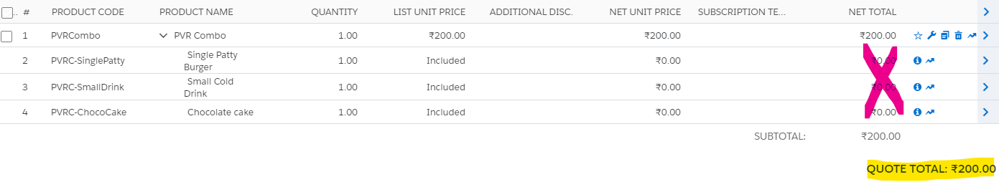 # PRODUCT CODE PRODUCT NAME QUANTITY LIST UNIT PRICE ADDITIONAL DISC. NET UNIT PRICE SUBSCRIPTION TE... NET TOTAL
1 PVRCombo PVR Combo 1.00 ₹200.00 ₹200.00 ₹200.00
2 PVRC-SinglePatty Single Patty Burger 1.00 Included ₹0.00 ₹0.00
3 PVRC-SmallDrink Small Cold Drink 1.00 Included ₹0.00 ₹0.00
4 PVRC-ChocoCake Chocolate cake 1.00 Included ₹0.00 ₹0.00
SUBTOTAL: ₹200.00
QUOTE TOTAL: ₹200.00